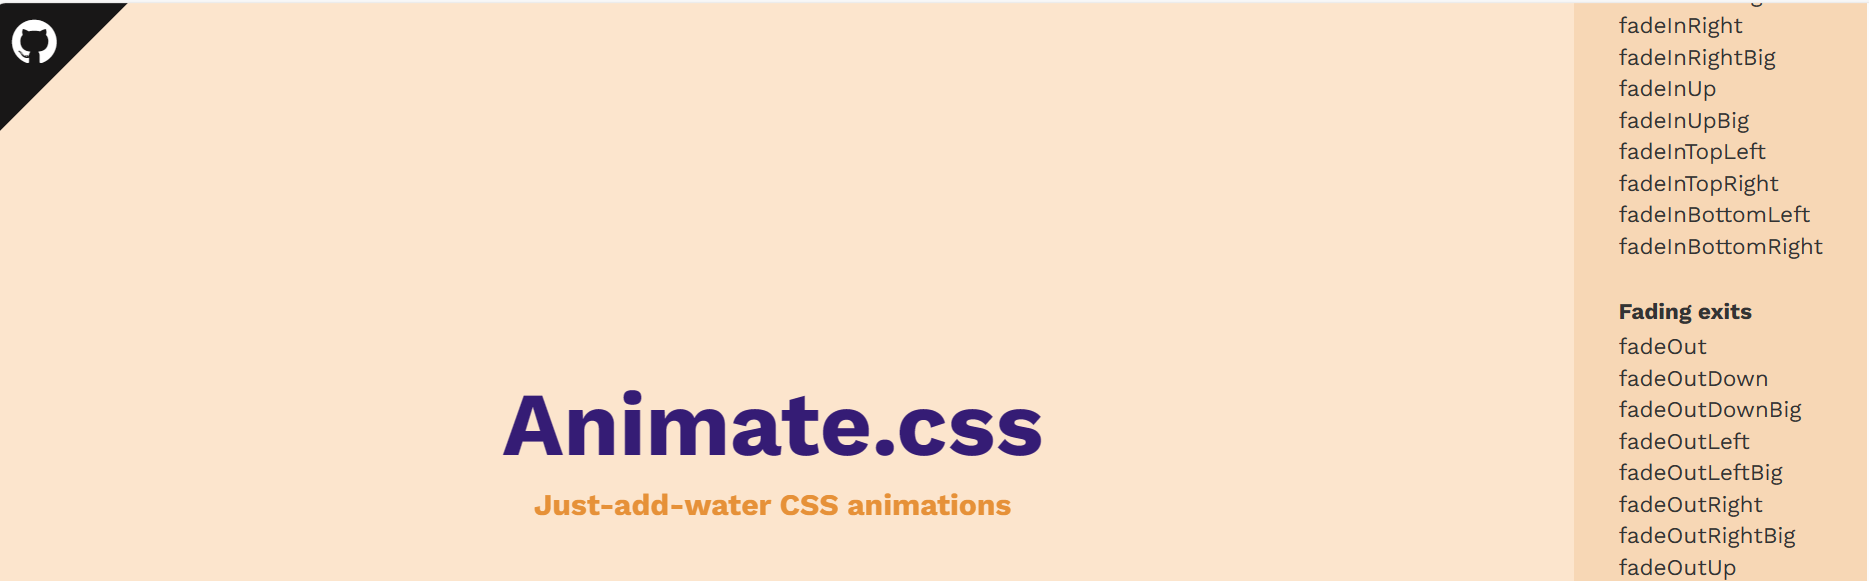 Animate.css
Just-add-water CSS animations
fadeInRight
fadeInRightBig
fadeInUp
fadeInUpBig
fadeInTopLeft
fadeInTopRight
fadeInBottomLeft
fadeInBottomRight
Fading exits
fadeOut
fadeOutDown
fadeOutDownBig
fadeOutLeft
fadeOutLeftBig
fadeOutRight
fadeOutRightBig
fadeOutUp